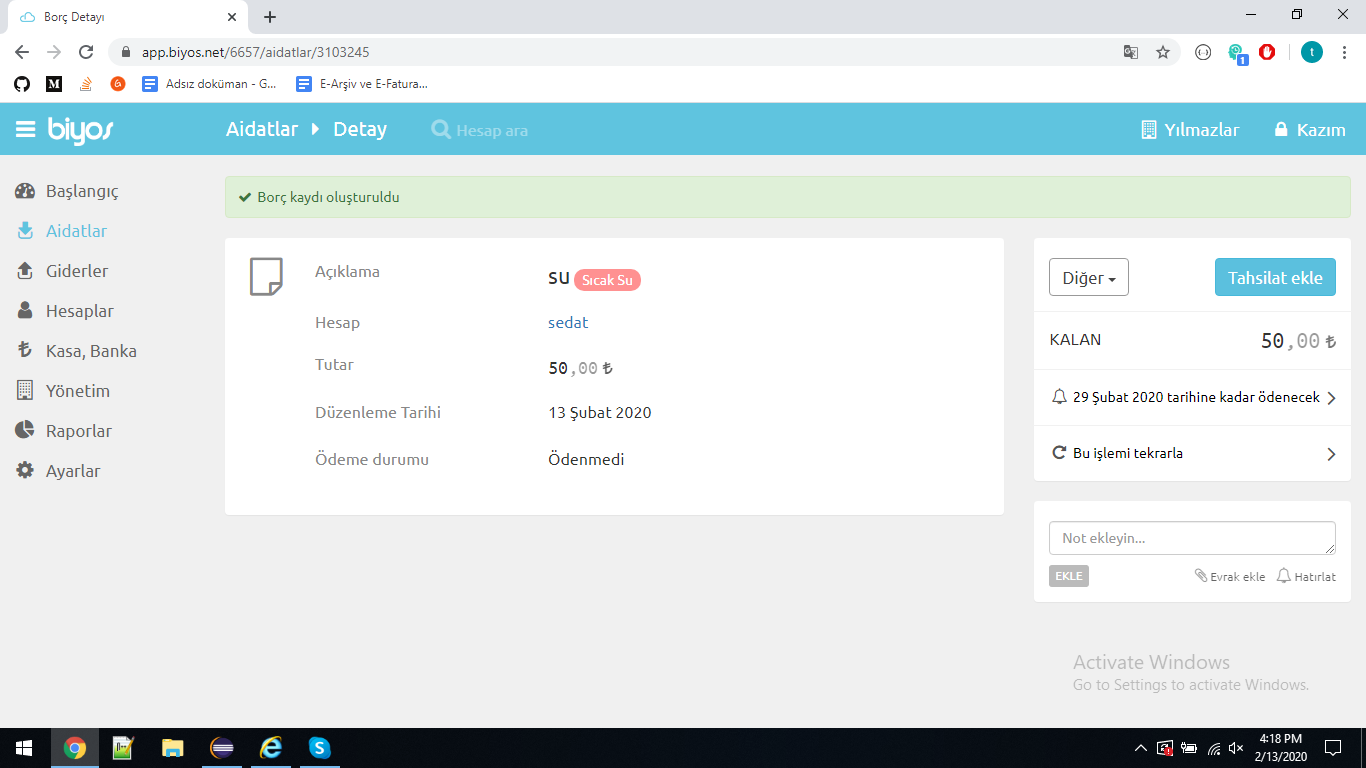 Borç Detayı
app.biyos.net/6657/aidatlar/3103245
t
1
Adsız doküman - G...
E-Arşiv ve E-Fatura...
biyos
Aidatlar Detay
Hesap ara
Yılmazlar
Kazım
Başlangıç
Aidatlar
Giderler
Hesaplar
Kasa, Banka
Yönetim
Raporlar
Ayarlar
Borç kaydı oluşturuldu
Açıklama
su Sıcak Su
Hesap
sedat
Tutar
50,00 ₺
Düzenleme Tarihi
13 Şubat 2020
Ödeme durumu
Ödenmedi
Diğer
Tahsilat ekle
KALAN
50,00 ₺
29 Şubat 2020 tarihine kadar ödenecek
Bu işlemi tekrarla
Not ekleyin...
EKLE
Evrak ekle
Hatırlat
Activate Windows
Go to Settings to activate Windows.
4:18 PM
2/13/2020